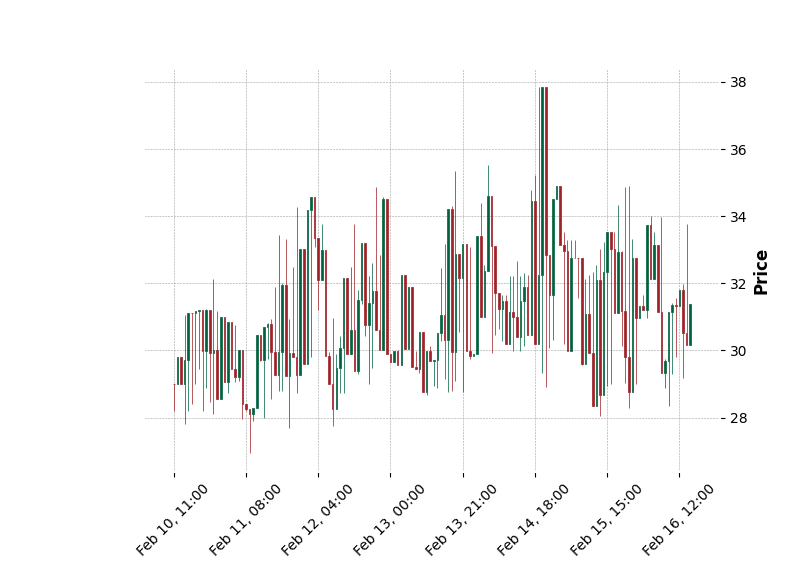 38
36
34
32
30
28
Price
Feb 10, 11:00
Feb 11, 08:00
Feb 12, 04:00
Feb 13, 00:00
Feb 13, 21:00
Feb 14, 18:00
Feb 15, 15:00
Feb 16, 12:00